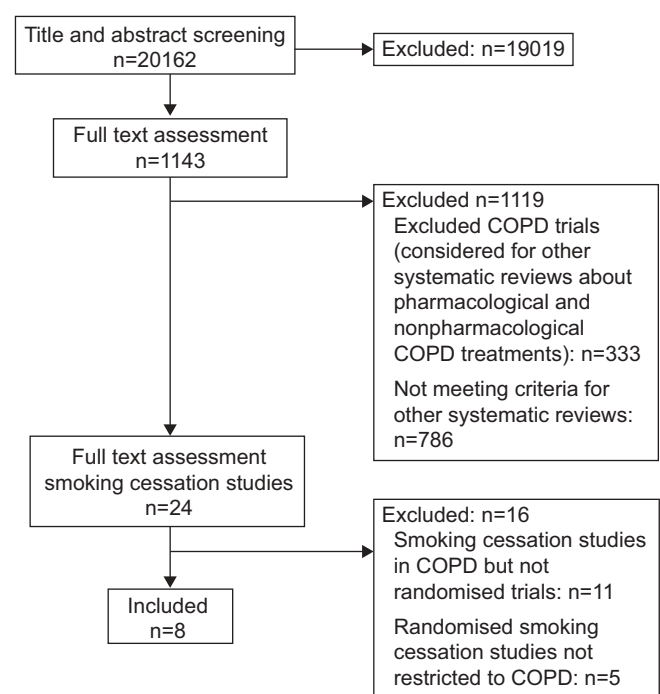 Title and abstract screening
n=20162
Excluded: n=19019
Full text assessment
n=1143
Excluded n=1119
Excluded COPD trials
(considered for other
systematic reviews about
pharmacological and
nonpharmacological
COPD treatments): n=333
Not meeting criteria for
other systematic reviews:
n=786
Full text assessment
smoking cessation studies
n=24
Excluded: n=16
Smoking cessation studies
in COPD but not
randomised trials: n=11
Randomised smoking
cessation studies not
restricted to COPD: n=5
Included
n=8